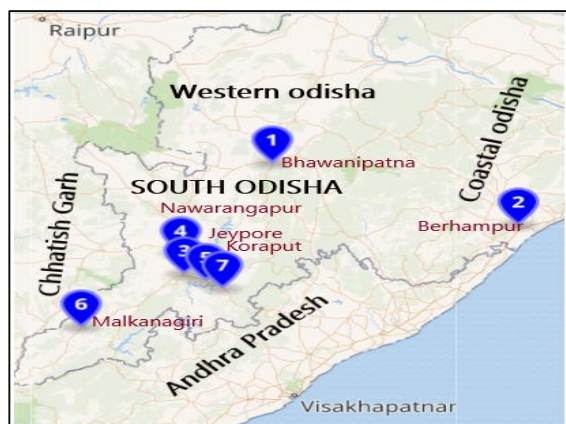 Raipur
Western odisha
1
Bhawanipatna
Coastal odisha
SOUTH ODISHA
Chhatish Garh
Nawarangapur
2
Berhampur
4
Jeypore
3
5
7
Koraput
6
Malkanagiri
Andhra Pradesh
Visakhapatnar